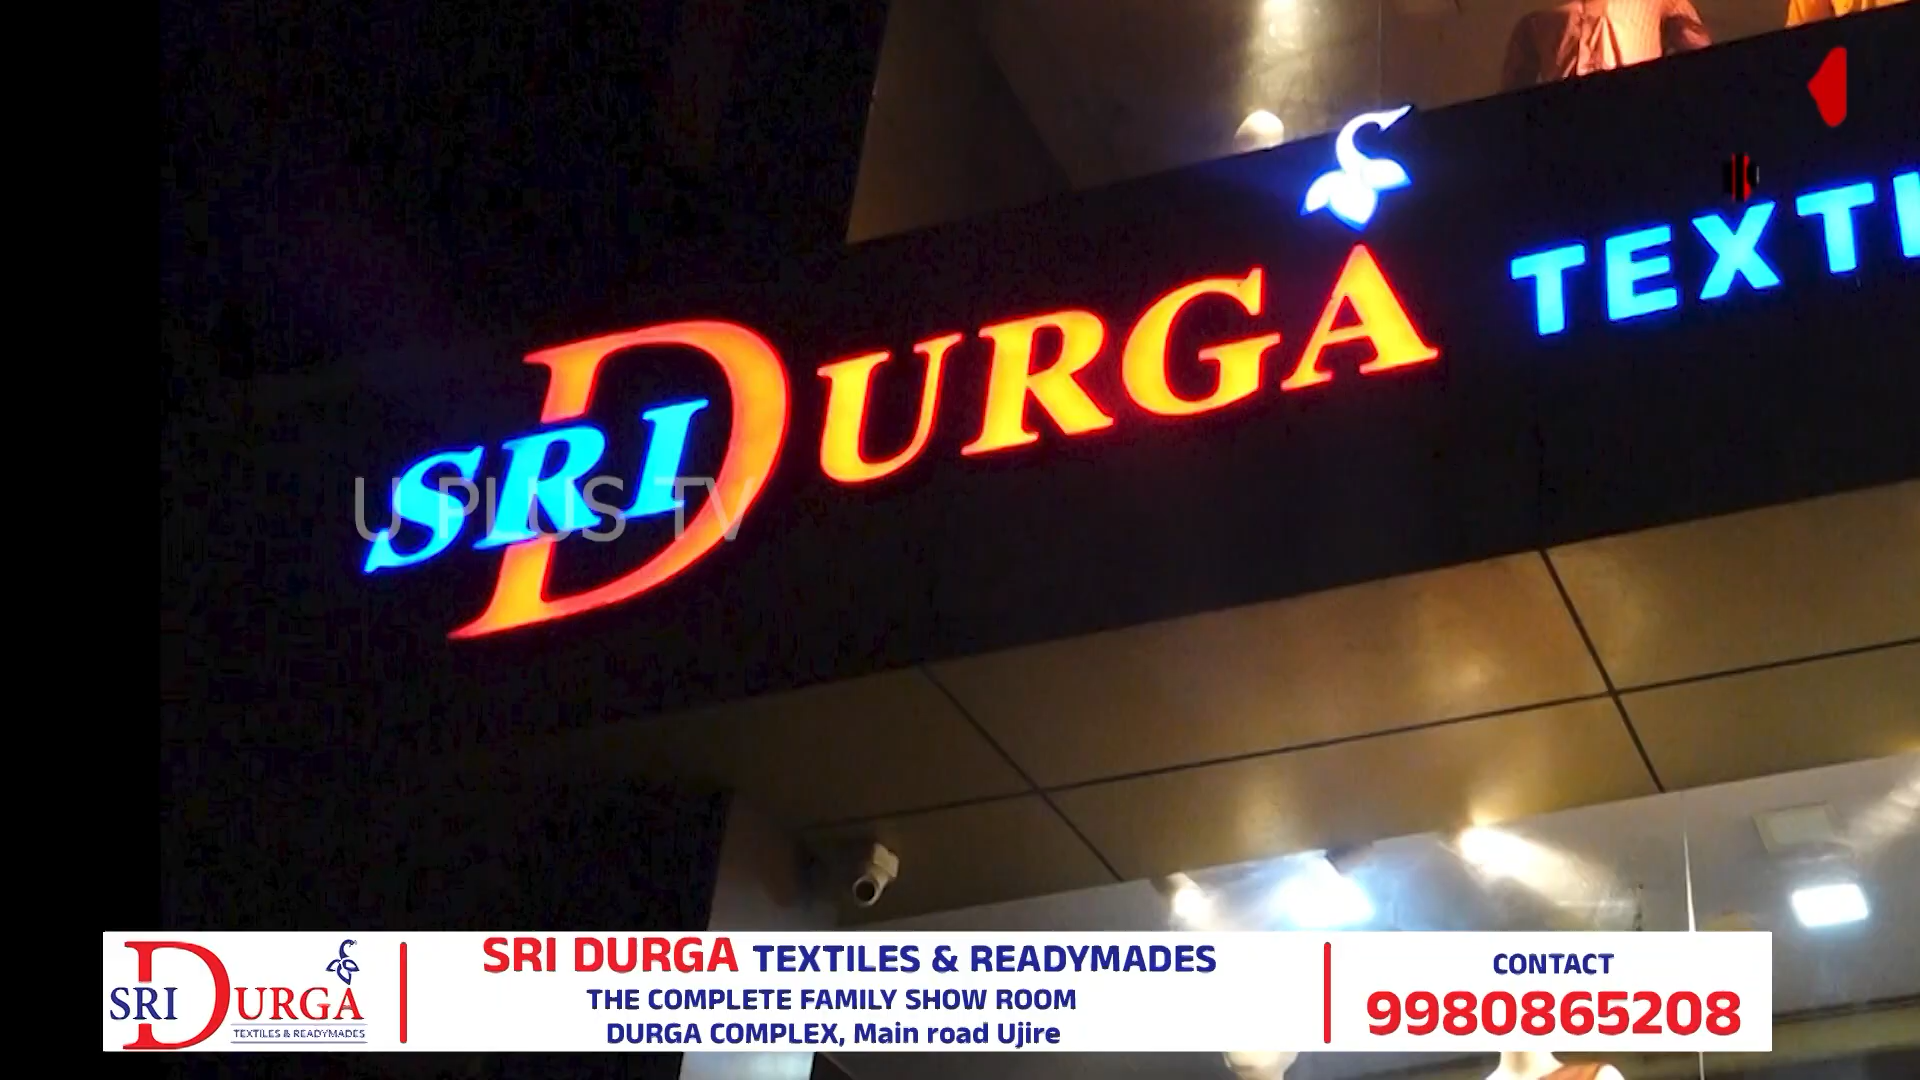 SRI DURGA TEXTI
U PLUS TV
SRI DURGA
TEXTILES & READYMADES
SRI DURGA TEXTILES & READYMADES
THE COMPLETE FAMILY SHOW ROOM
DURGA COMPLEX, Main road Ujire
CONTACT
9980865208